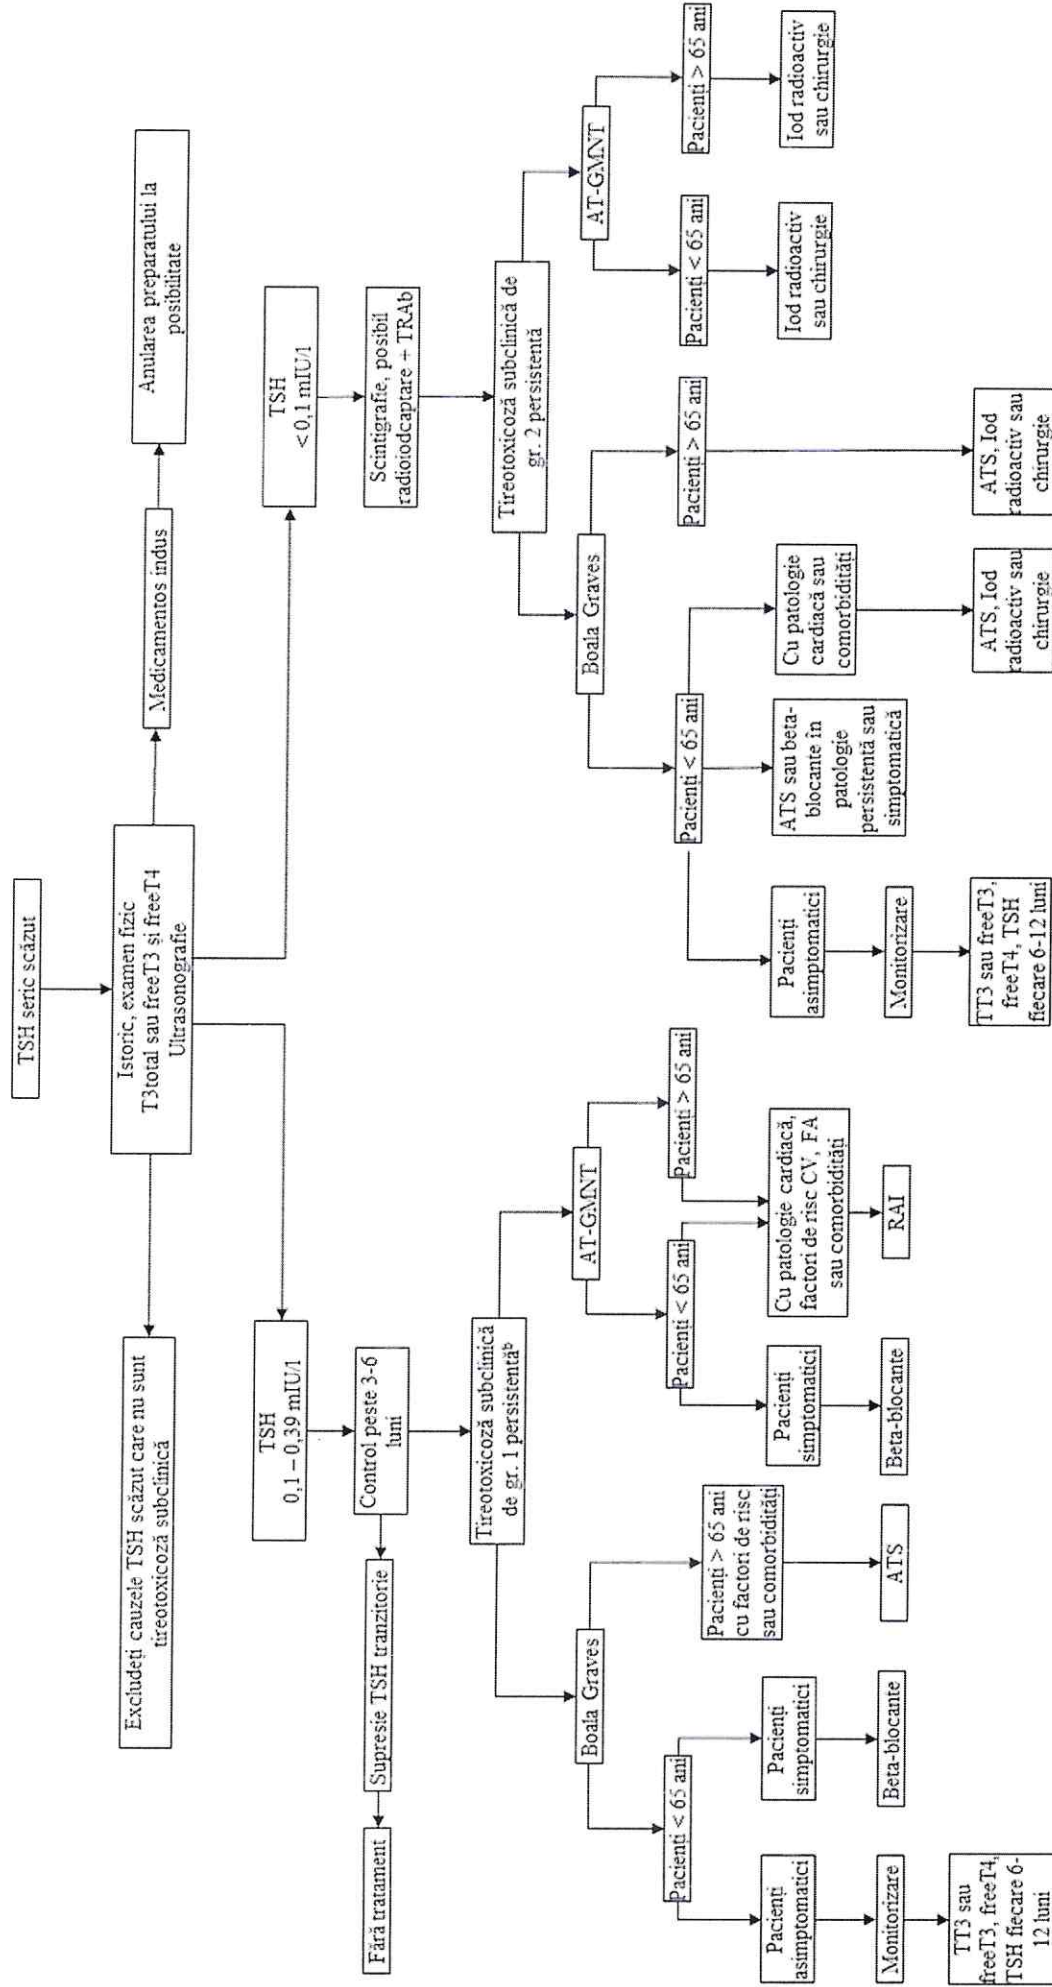 TSH seric scăzut
Istoric, examen fizic
T3total sau freeT3 și freeT4
Ultrasonografie
Excludeți cauzele TSH scăzut care nu sunt
tireotoxicoză subclinică
Medicamentos indus
Anularea preparatului la
posibilitate
TSH
0,1 – 0,39 mIU/l
TSH
< 0,1 mIU/l
Fără tratament
Supresie TSH tranzitorie
Control peste 3-6
luni
Scintigrafie, posibil
radioiodcaptare + TRAb
Tireotoxicoză subclinică
de gr. 1 persistentăᵇ
Tireotoxicoză subclinică de
gr. 2 persistentă
Boala Graves
AT-GMNT
Boala Graves
AT-GMNT
Pacienți < 65 ani
Pacienți > 65 ani
cu factori de risc
sau comorbidități
Pacienți < 65 ani
Pacienți > 65 ani
Pacienți < 65 ani
Pacienți > 65 ani
Pacienți < 65 ani
Pacienți > 65 ani
Pacienți
asimptomatici
Pacienți
simptomatici
Pacienți
simptomatici
Cu patologie cardiacă,
factori de risc CV, FA
sau comorbidități
Pacienți
asimptomatici
ATS sau beta-
blocante în
patologie
persistentă sau
simptomatică
Cu patologie
cardiacă sau
comorbidități
Iod radioactiv
sau chirurgie
Iod radioactiv
sau chirurgie
Monitorizare
Beta-blocante
ATS
Beta-blocante
RAI
Monitorizare
TT3 sau
freeT3, freeT4,
TSH fiecare 6-
12 luni
TT3 sau freeT3,
freeT4, TSH
fiecare 6-12 luni
ATS, Iod
radioactiv sau
chirurgie
ATS, Iod
radioactiv sau
chirurgie